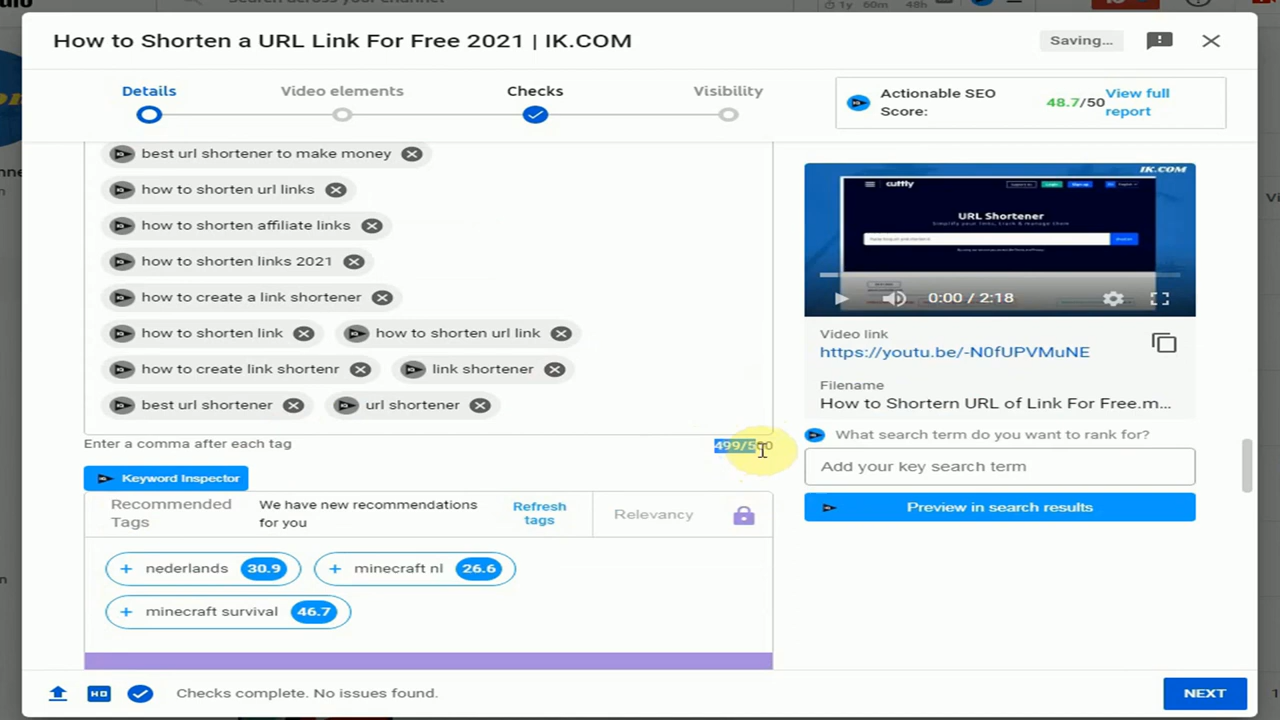 How to Shorten a URL Link For Free 2021 | IK.COM
Saving...
Details
Video elements
Checks
Visibility
Actionable SEO
Score:
48.7/50
View full
report
best url shortener to make money
how to shorten url links
how to shorten affiliate links
how to shorten links 2021
how to create a link shortener
how to shorten link
how to shorten url link
how to create link shortenr
link shortener
best url shortener
url shortener
Enter a comma after each tag
499/500
Keyword Inspector
Recommended
Tags
We have new recommendations
for you
Refresh
tags
Relevancy
nederlands 30.9
minecraft nl 26.6
minecraft survival 46.7
IK.COM
cuttly
URL Shortener
0:00 / 2:18
Video link
https://youtu.be/-N0fUPVMuNE
Filename
How to Shortern URL of Link For Free.m...
What search term do you want to rank for?
Add your key search term
Preview in search results
HD
Checks complete. No issues found.
NEXT